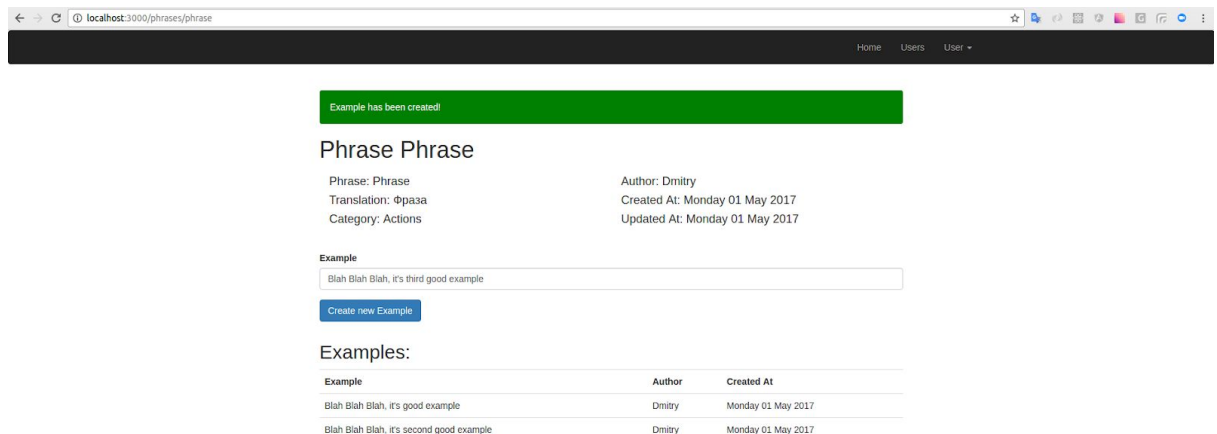 localhost:3000/phrases/phrase
Home Users User
Example has been created!
Phrase Phrase
Phrase: Phrase
Translation: Фраза
Category: Actions
Author: Dmitry
Created At: Monday 01 May 2017
Updated At: Monday 01 May 2017
Example
Blah Blah Blah, it's third good example
Create new Example
Examples:
Example Author Created At
Blah Blah Blah, it's good example Dmitry Monday 01 May 2017
Blah Blah Blah, it's second good example Dmitry Monday 01 May 2017